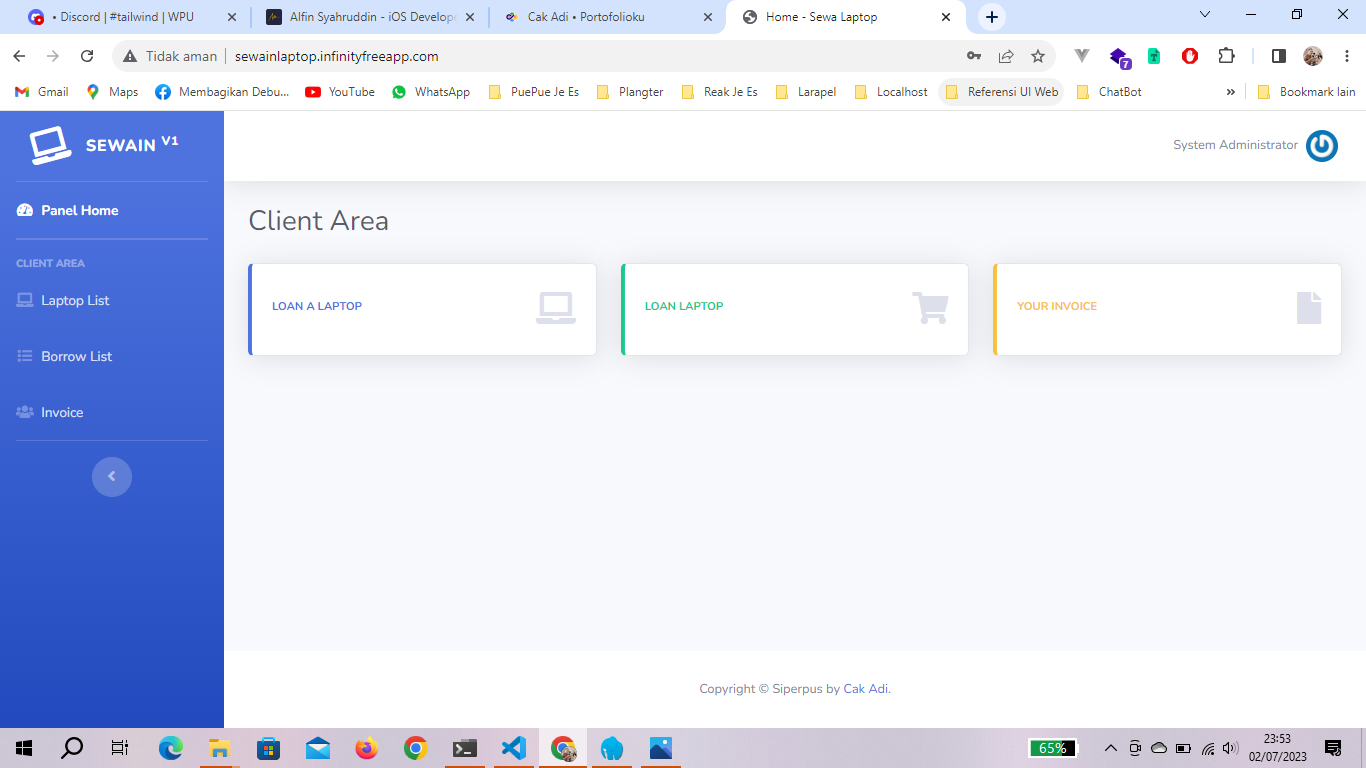 • Discord | #tailwind | WPU
Alfin Syahruddin - iOS Develope
Cak Adi • Portofolioku
Home - Sewa Laptop
Tidak aman
sewainlaptop.infinityfreeapp.com
7
Gmail
Maps
Membagikan Debu...
YouTube
WhatsApp
PuePue Je Es
Plangter
Reak Je Es
Larapel
Localhost
Referensi UI Web
ChatBot
»
Bookmark lain
SEWAIN V1
System Administrator
Panel Home
Client Area
CLIENT AREA
Laptop List
Borrow List
Invoice
LOAN A LAPTOP
LOAN LAPTOP
YOUR INVOICE
Copyright © Siperpus by Cak Adi.
65%
23:53
02/07/2023